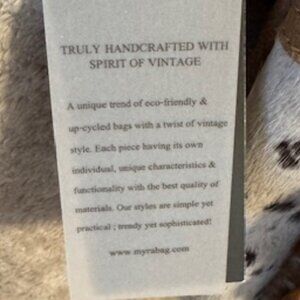 TRULY HANDCRAFTED WITH
SPIRIT OF VINTAGE
A unique trend of eco-friendly &
up-cycled bags with a twist of vintage
style. Each piece having its own
individual, unique characteristics &
functionality with the best quality of
materials. Our styles are simple yet
practical ; trendy yet sophisticated!
www.myrabag.com